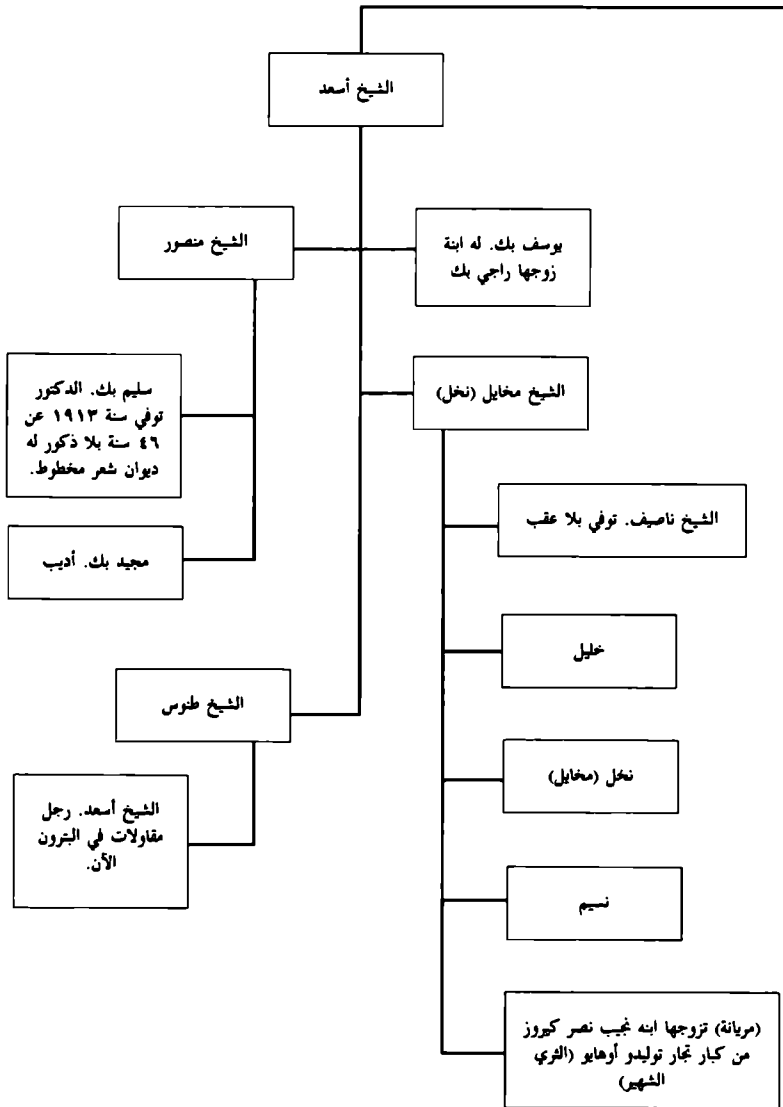 الشيخ أسعد
الشيخ منصور
يوسف بك. له ابنة
زوجها راجي بك
سليم بك. الدكتور
توفي سنة ١٩١٣ عن
٤٦ سنة بلا ذكور له
ديوان شعر مخطوط.
الشيخ مخايل (نخل)
الشيخ ناصيف. توفي بلا عقب
مجيد بك. أديب
خليل
الشيخ طنوس
نخل (مخايل)
الشيخ أسعد. رجل
مقاولات في البترون
الآن.
نسيم
(مريانة) تزوجها ابنه نجيب نصر كيروز
من كبار تجار توليدو أوهايو (الثري
الشهير)